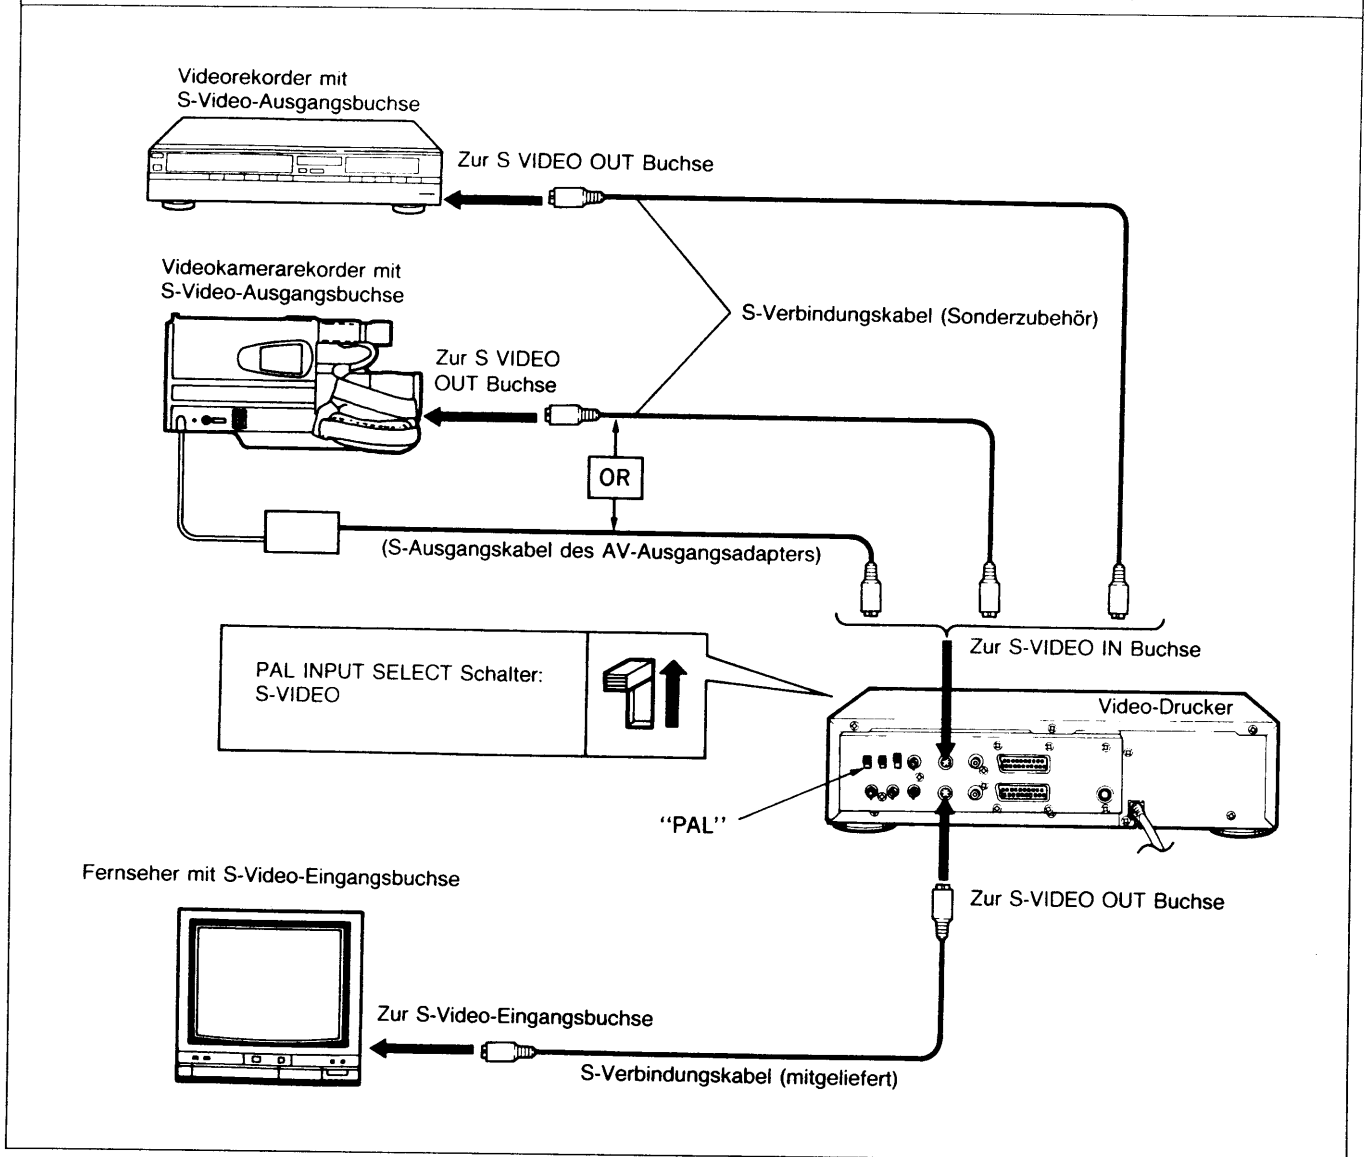 Videorekorder mit
S-Video-Ausgangsbuchse
Zur S VIDEO OUT Buchse
Videokamerarekorder mit
S-Video-Ausgangsbuchse
S-Verbindungskabel (Sonderzubehör)
Zur S VIDEO
OUT Buchse
OR
(S-Ausgangskabel des AV-Ausgangsadapters)
Zur S-VIDEO IN Buchse
PAL INPUT SELECT Schalter:
S-VIDEO
Video-Drucker
"PAL"
Fernseher mit S-Video-Eingangsbuchse
Zur S-VIDEO OUT Buchse
Zur S-Video-Eingangsbuchse
S-Verbindungskabel (mitgeliefert)